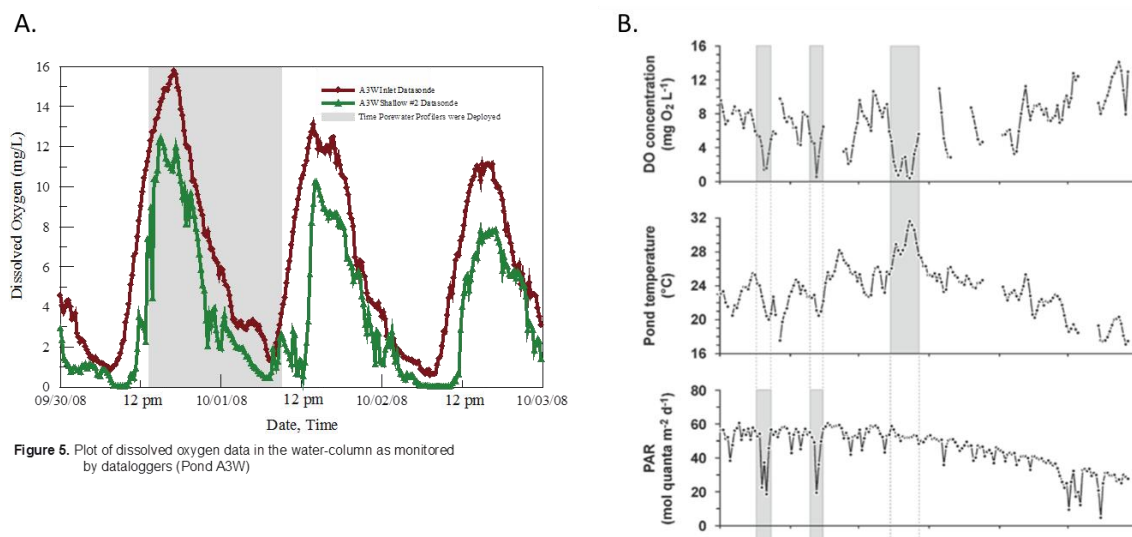 A.
16
14
12
10
8
6
4
2
0
Dissolved Oxygen (mg/L)
A3W Inlet Datasonde
A3W Shallow #2 Datasonde
Time Porewater Profilers were Deployed
09/30/08
12 pm
10/01/08
12 pm
10/02/08
12 pm
10/03/08
Date, Time
Figure 5. Plot of dissolved oxygen data in the water-column as monitored
by dataloggers (Pond A3W)
B.
DO concentration
(mg O₂ L⁻¹)
16
12
8
4
0
Pond temperature
(°C)
32
28
24
20
16
PAR
(mol quanta m⁻² d⁻¹)
80
60
40
20
0